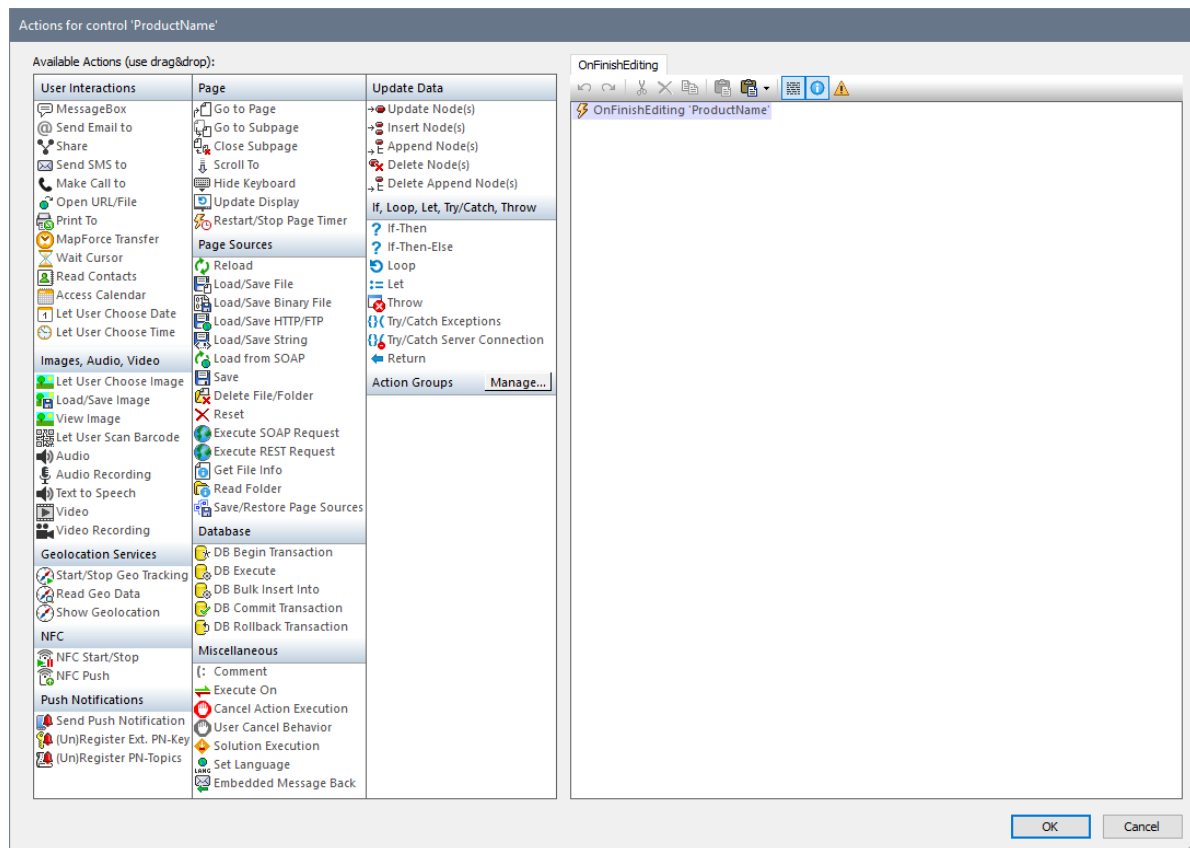 Actions for control 'ProductName'
Available Actions (use drag&drop):
User Interactions
MessageBox
Send Email to
Share
Send SMS to
Make Call to
Open URL/File
Print To
MapForce Transfer
Wait Cursor
Read Contacts
Access Calendar
Let User Choose Date
Let User Choose Time
Images, Audio, Video
Let User Choose Image
Load/Save Image
View Image
Let User Scan Barcode
Audio
Audio Recording
Text to Speech
Video
Video Recording
Geolocation Services
Start/Stop Geo Tracking
Read Geo Data
Show Geolocation
NFC
NFC Start/Stop
NFC Push
Push Notifications
Send Push Notification
(Un)Register Ext. PN-Key
(Un)Register PN-Topics
Page
Go to Page
Go to Subpage
Close Subpage
Scroll To
Hide Keyboard
Update Display
Restart/Stop Page Timer
Page Sources
Reload
Load/Save File
Load/Save Binary File
Load/Save HTTP/FTP
Load/Save String
Load from SOAP
Save
Delete File/Folder
Reset
Execute SOAP Request
Execute REST Request
Get File Info
Read Folder
Save/Restore Page Sources
Database
DB Begin Transaction
DB Execute
DB Bulk Insert Into
DB Commit Transaction
DB Rollback Transaction
Miscellaneous
(: Comment
Execute On
Cancel Action Execution
User Cancel Behavior
Solution Execution
LANG Set Language
Embedded Message Back
Update Data
Update Node(s)
Insert Node(s)
Append Node(s)
Delete Node(s)
Delete Append Node(s)
If, Loop, Let, Try/Catch, Throw
? If-Then
? If-Then-Else
Loop
:= Let
Throw
Try/Catch Exceptions
Try/Catch Server Connection
Return
Action Groups Manage...
OnFinishEditing
OnFinishEditing 'ProductName'
OK Cancel